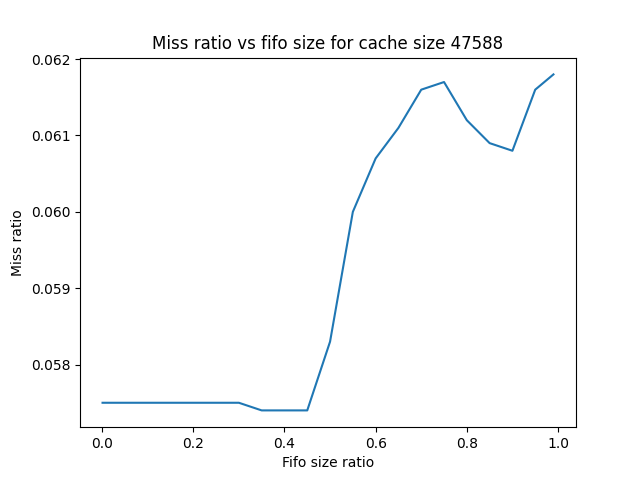 Miss ratio vs fifo size for cache size 47588
0.062
0.061
0.060
0.059
0.058
Miss ratio
0.0 0.2 0.4 0.6 0.8 1.0
Fifo size ratio